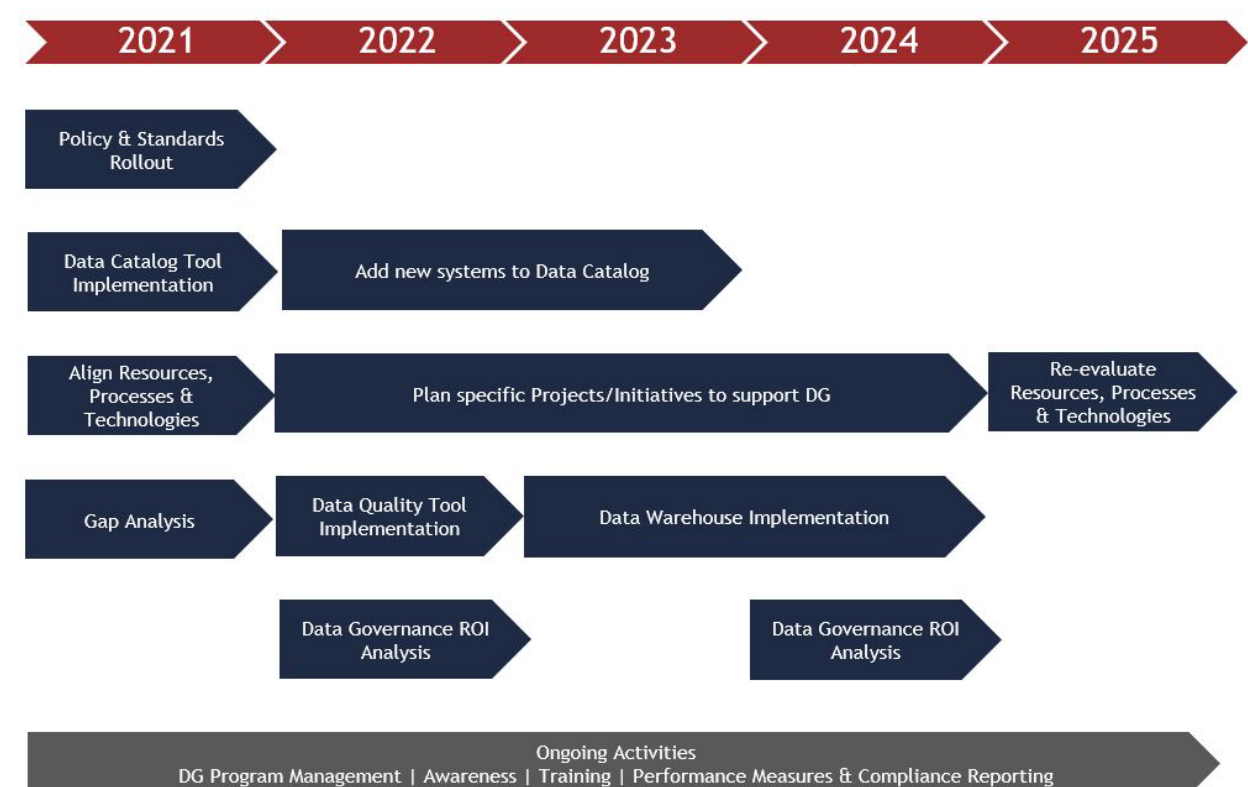 2021 2022 2023 2024 2025
Policy & Standards
Rollout
Data Catalog Tool
Implementation
Add new systems to Data Catalog
Align Resources,
Processes &
Technologies
Plan specific Projects/Initiatives to support DG
Re-evaluate
Resources, Processes
& Technologies
Gap Analysis
Data Quality Tool
Implementation
Data Warehouse Implementation
Data Governance ROI
Analysis
Data Governance ROI
Analysis
Ongoing Activities
DG Program Management | Awareness | Training | Performance Measures & Compliance Reporting